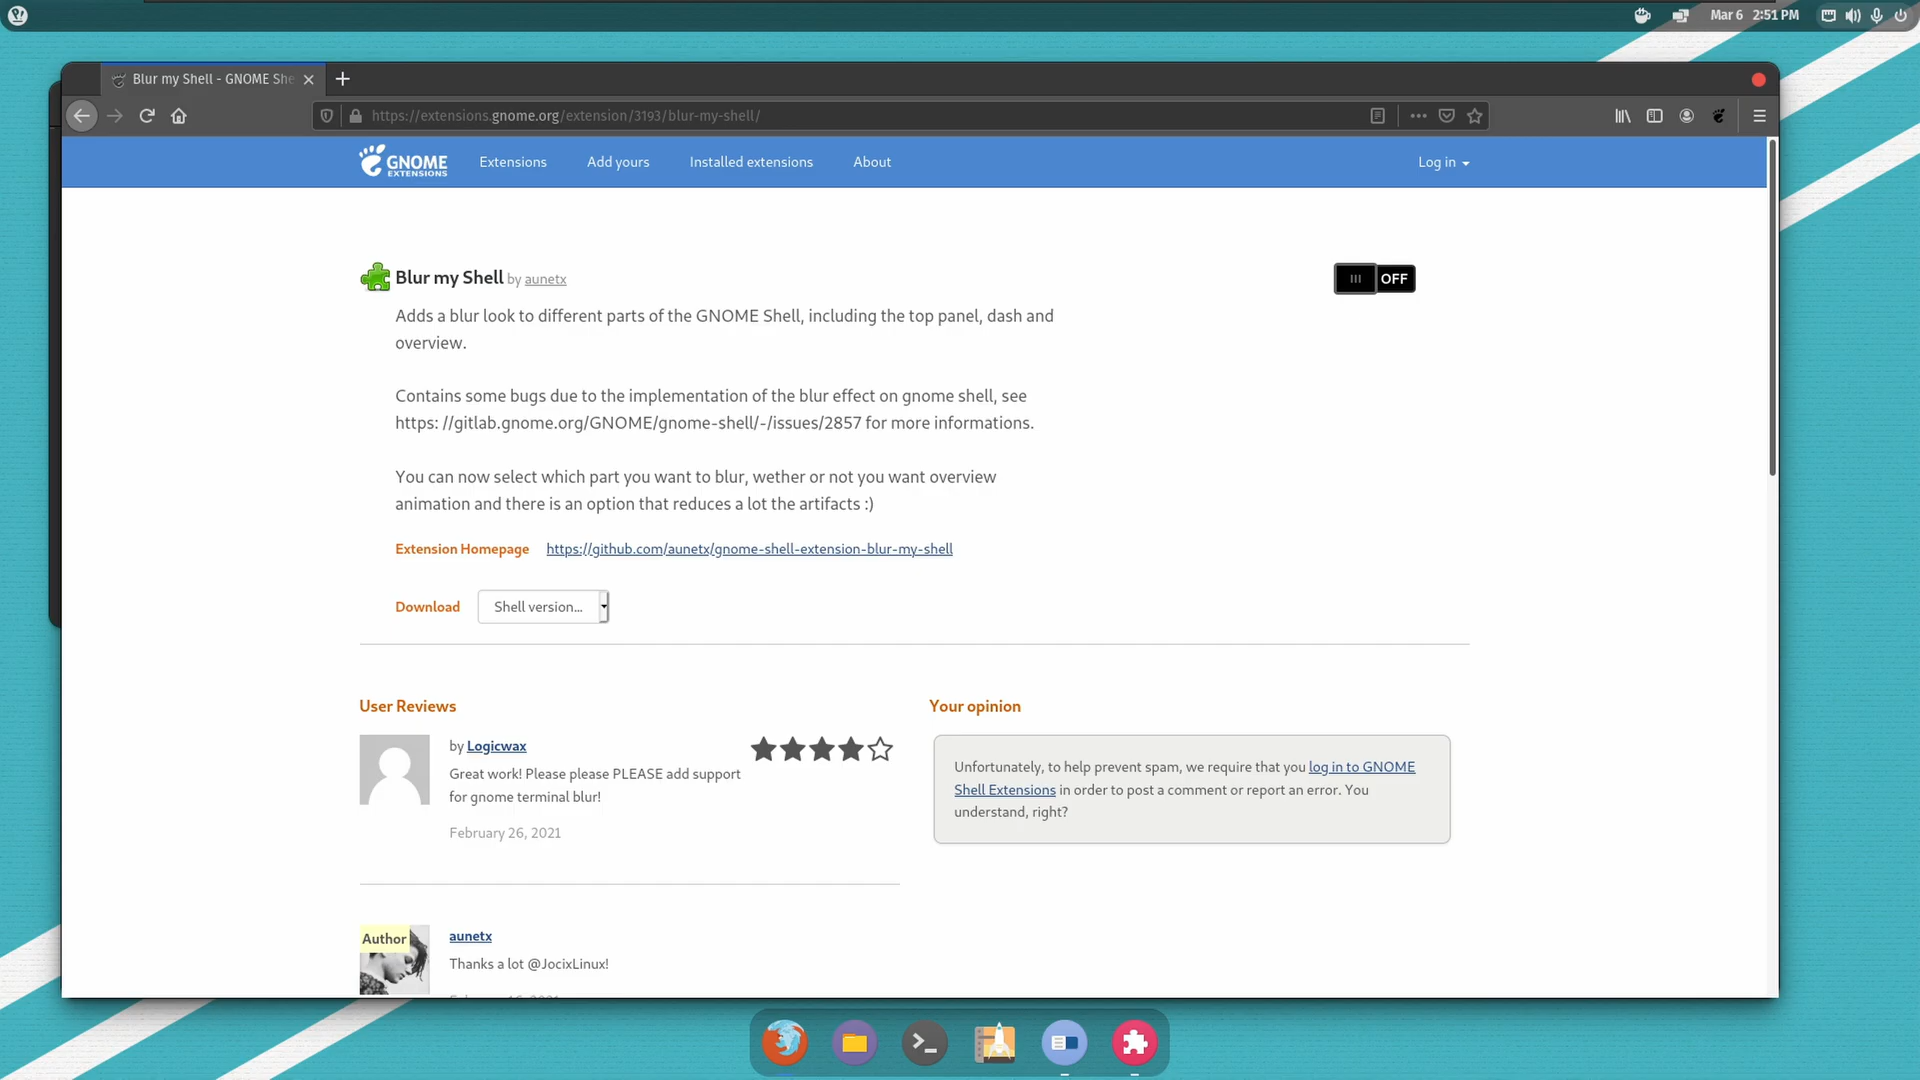 Mar 6 2:51 PM
Blur my Shell - GNOME She
https://extensions.gnome.org/extension/3193/blur-my-shell/
GNOME
EXTENSIONS
Extensions
Add yours
Installed extensions
About
Log in
Blur my Shell by aunetx
OFF
Adds a blur look to different parts of the GNOME Shell, including the top panel, dash and
overview.
Contains some bugs due to the implementation of the blur effect on gnome shell, see
https: //gitlab.gnome.org/GNOME/gnome-shell/-/issues/2857 for more informations.
You can now select which part you want to blur, wether or not you want overview
animation and there is an option that reduces a lot the artifacts :)
Extension Homepage https://github.com/aunetx/gnome-shell-extension-blur-my-shell
Download Shell version...
User Reviews
by Logicwax
Great work! Please please PLEASE add support
for gnome terminal blur!
February 26, 2021
Author
aunetx
Thanks a lot @JocixLinux!
Your opinion
Unfortunately, to help prevent spam, we require that you log in to GNOME
Shell Extensions in order to post a comment or report an error. You
understand, right?